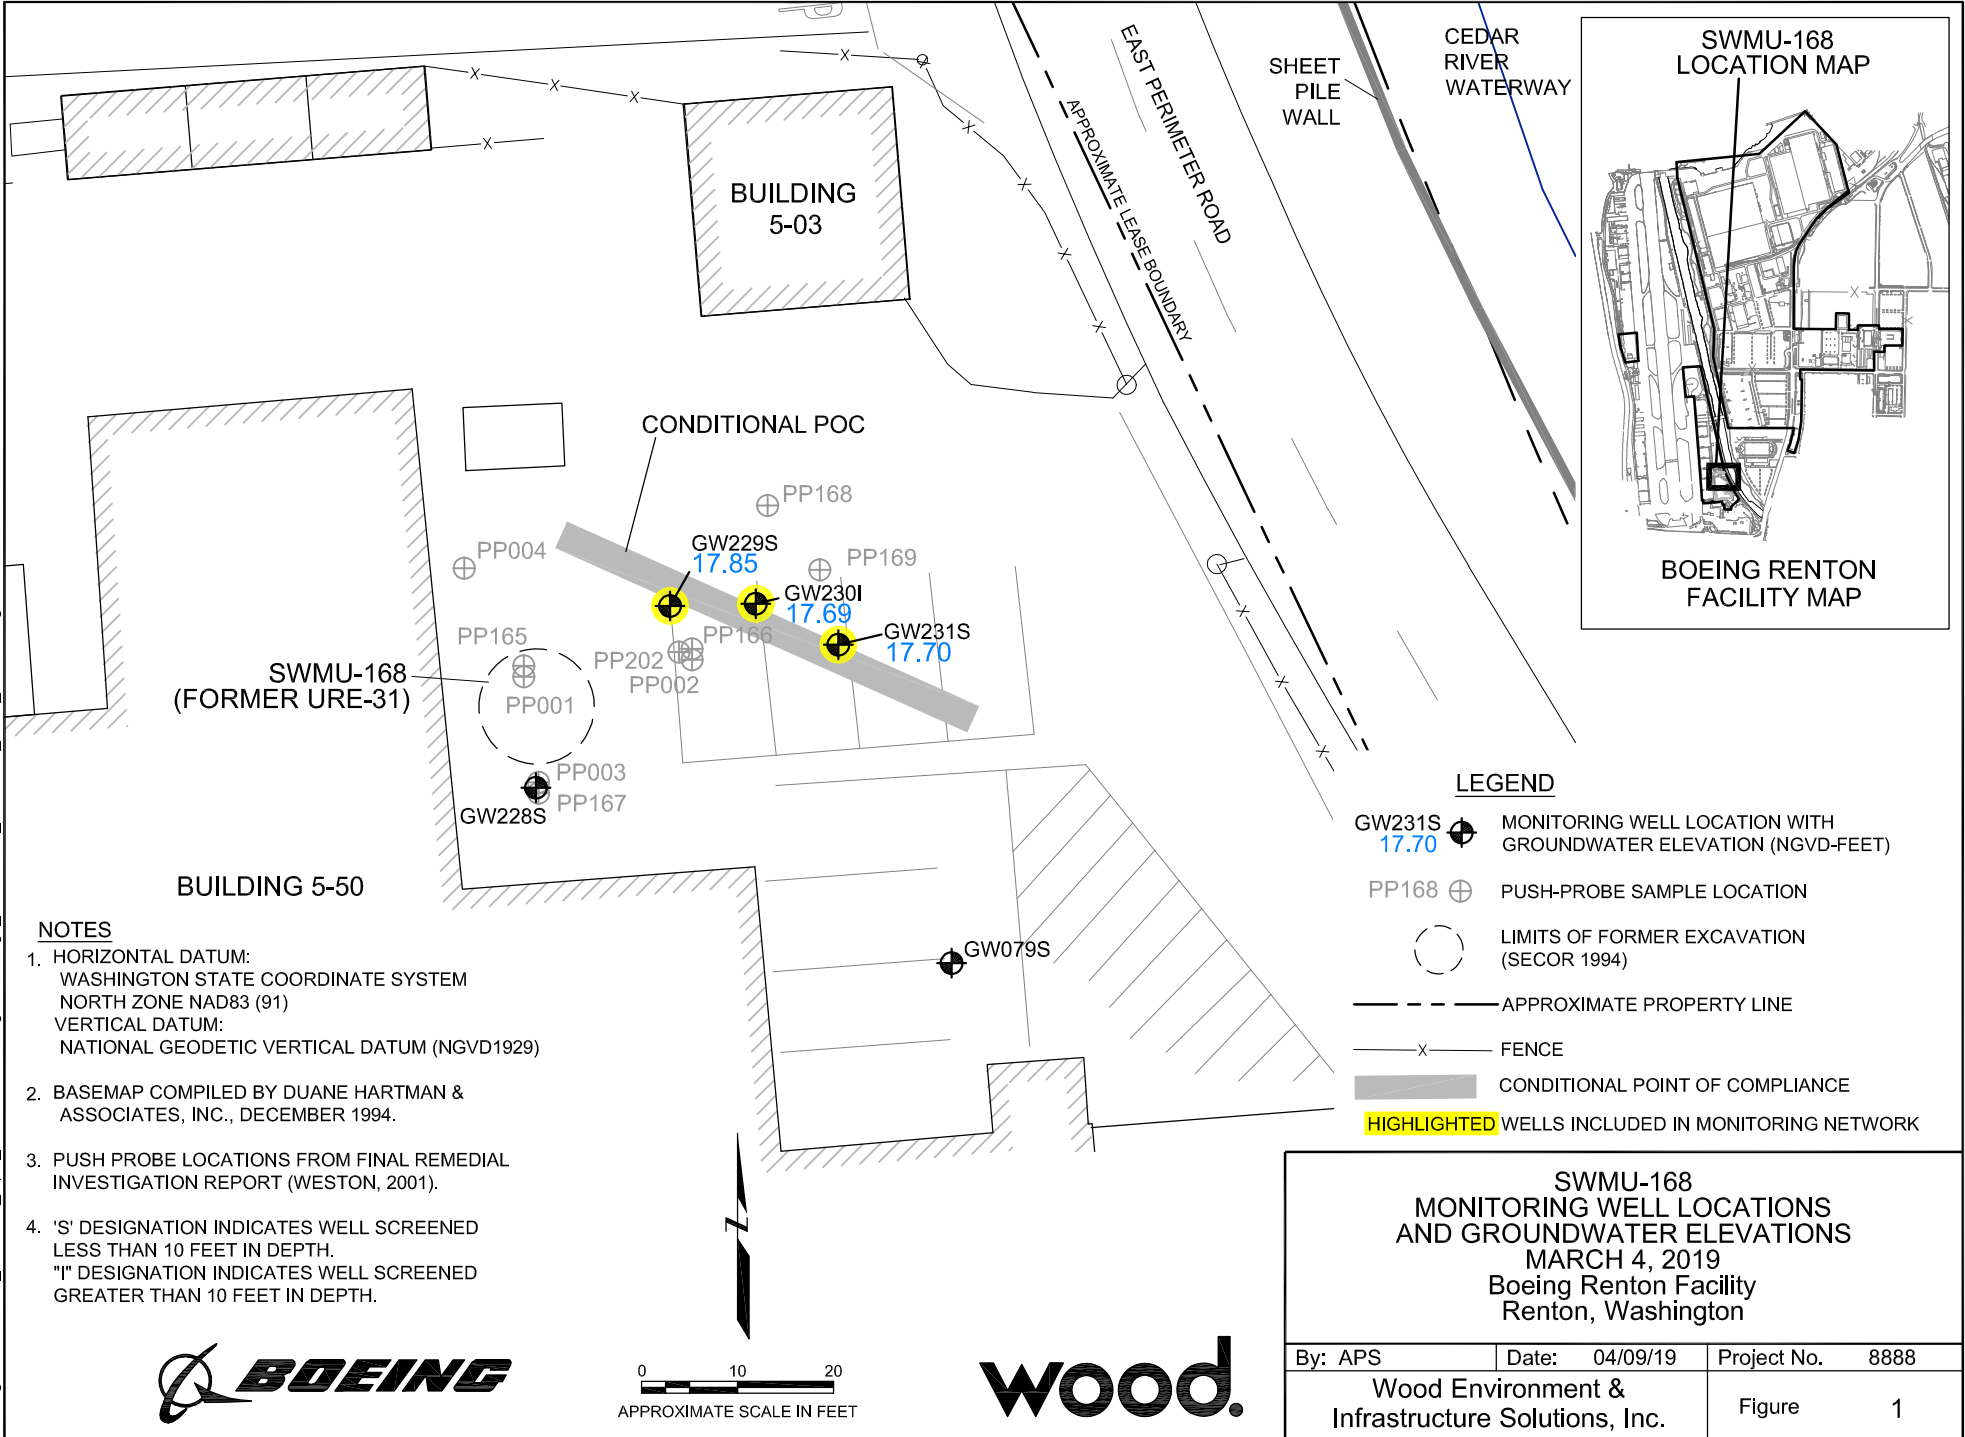 EAST PERIMETER ROAD
APPROXIMATE LEASE BOUNDARY
SHEET
PILE
WALL
CEDAR
RIVER
WATERWAY
SWMU-168
LOCATION MAP
BOEING RENTON
FACILITY MAP
BUILDING
5-03
CONDITIONAL POC
PP168
GW229S
17.85
PP004
PP169
GW230I
17.69
GW231S
17.70
PP165
PP166
PP202
PP002
SWMU-168
(FORMER URE-31)
PP001
PP003
PP167
GW228S
BUILDING 5-50
GW079S
NOTES
1. HORIZONTAL DATUM:
WASHINGTON STATE COORDINATE SYSTEM
NORTH ZONE NAD83 (91)
VERTICAL DATUM:
NATIONAL GEODETIC VERTICAL DATUM (NGVD1929)
2. BASEMAP COMPILED BY DUANE HARTMAN &
ASSOCIATES, INC., DECEMBER 1994.
3. PUSH PROBE LOCATIONS FROM FINAL REMEDIAL
INVESTIGATION REPORT (WESTON, 2001).
4. 'S' DESIGNATION INDICATES WELL SCREENED
LESS THAN 10 FEET IN DEPTH.
"I" DESIGNATION INDICATES WELL SCREENED
GREATER THAN 10 FEET IN DEPTH.
LEGEND
GW231S
17.70
MONITORING WELL LOCATION WITH
GROUNDWATER ELEVATION (NGVD-FEET)
PP168 PUSH-PROBE SAMPLE LOCATION
LIMITS OF FORMER EXCAVATION
(SECOR 1994)
APPROXIMATE PROPERTY LINE
X FENCE
CONDITIONAL POINT OF COMPLIANCE
HIGHLIGHTED WELLS INCLUDED IN MONITORING NETWORK
N
BOEING
0 10 20
APPROXIMATE SCALE IN FEET
wood.
SWMU-168
MONITORING WELL LOCATIONS
AND GROUNDWATER ELEVATIONS
MARCH 4, 2019
Boeing Renton Facility
Renton, Washington
By: APS Date: 04/09/19 Project No. 8888
Wood Environment &
Infrastructure Solutions, Inc.
Figure 1